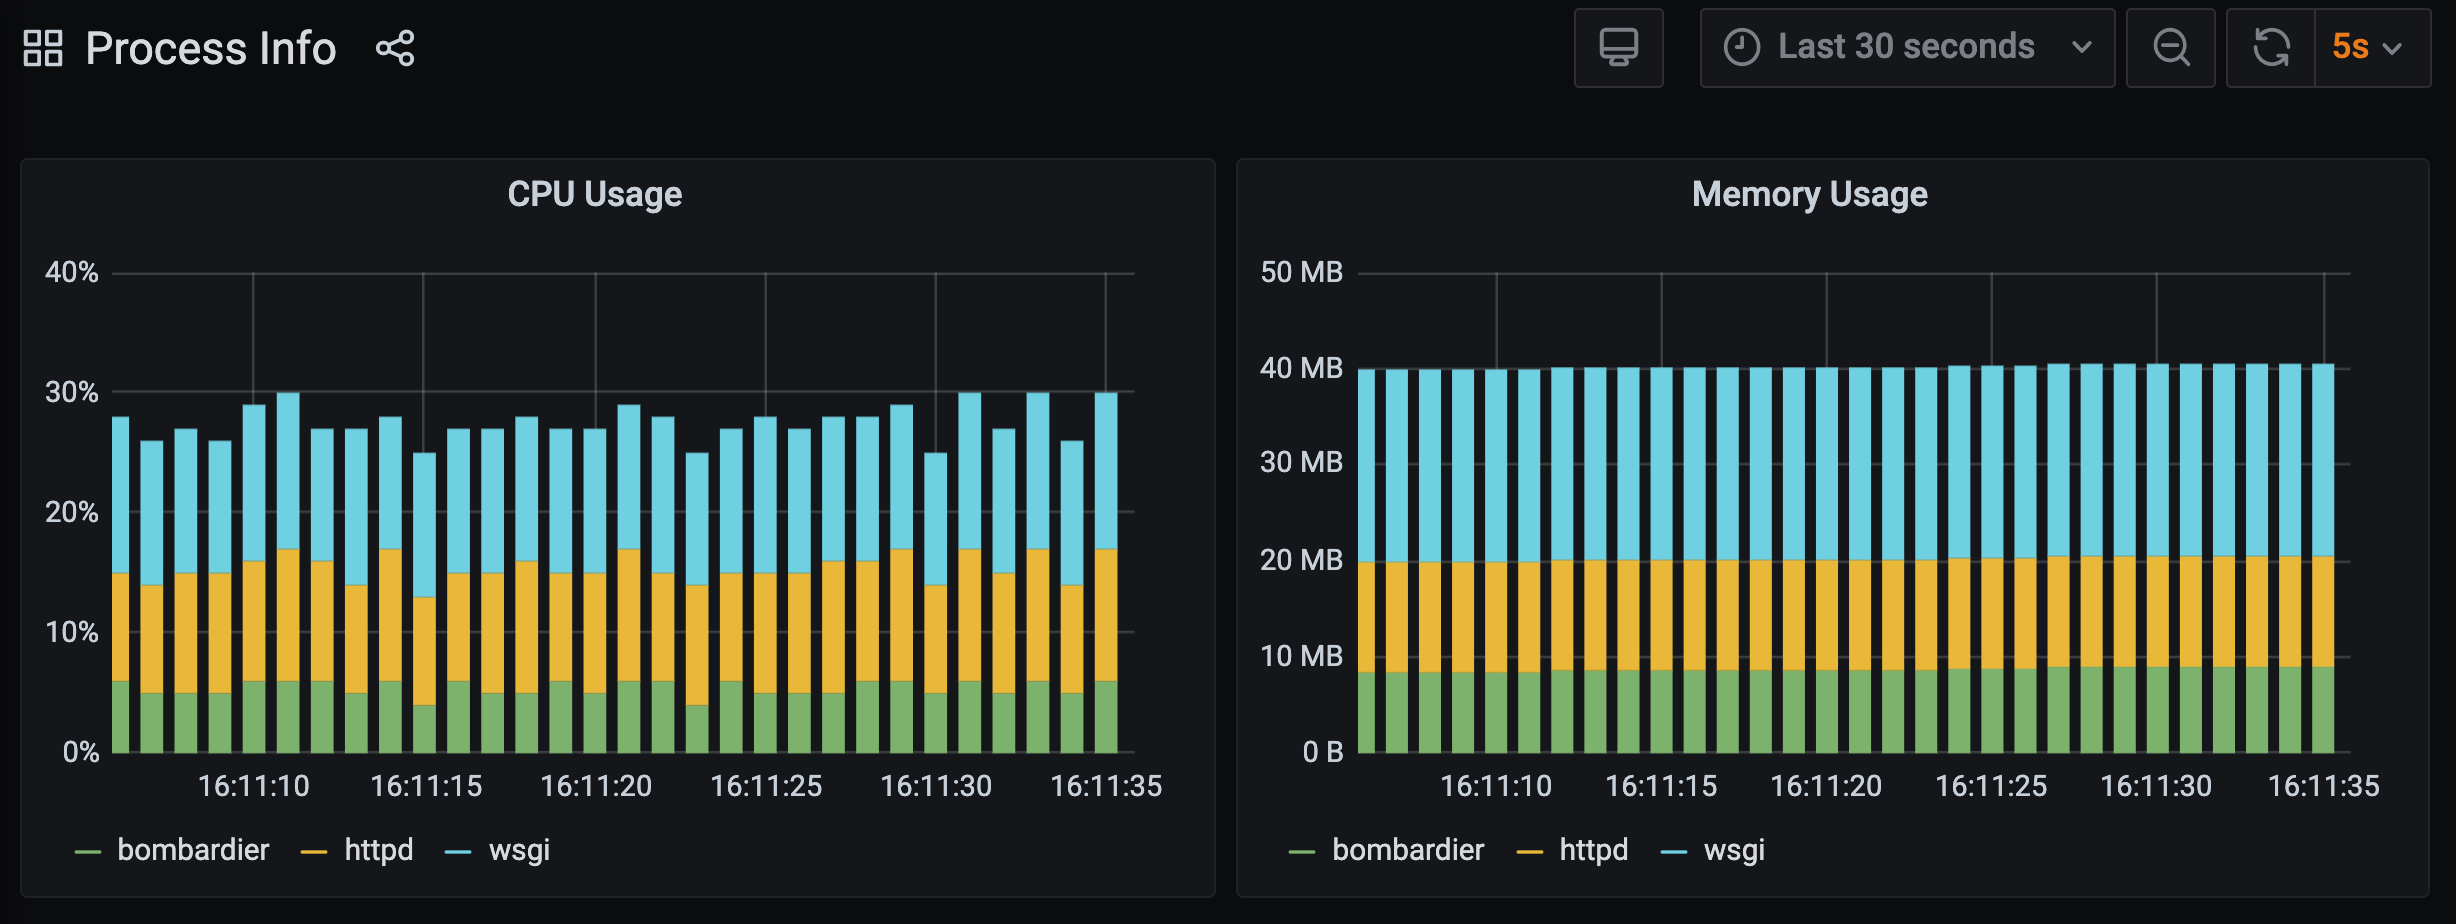 Process Info
Last 30 seconds
5s
CPU Usage
40%
30%
20%
10%
0%
16:11:10 16:11:15 16:11:20 16:11:25 16:11:30 16:11:35
bombardier httpd wsgi
Memory Usage
50 MB
40 MB
30 MB
20 MB
10 MB
0 B
16:11:10 16:11:15 16:11:20 16:11:25 16:11:30 16:11:35
bombardier httpd wsgi